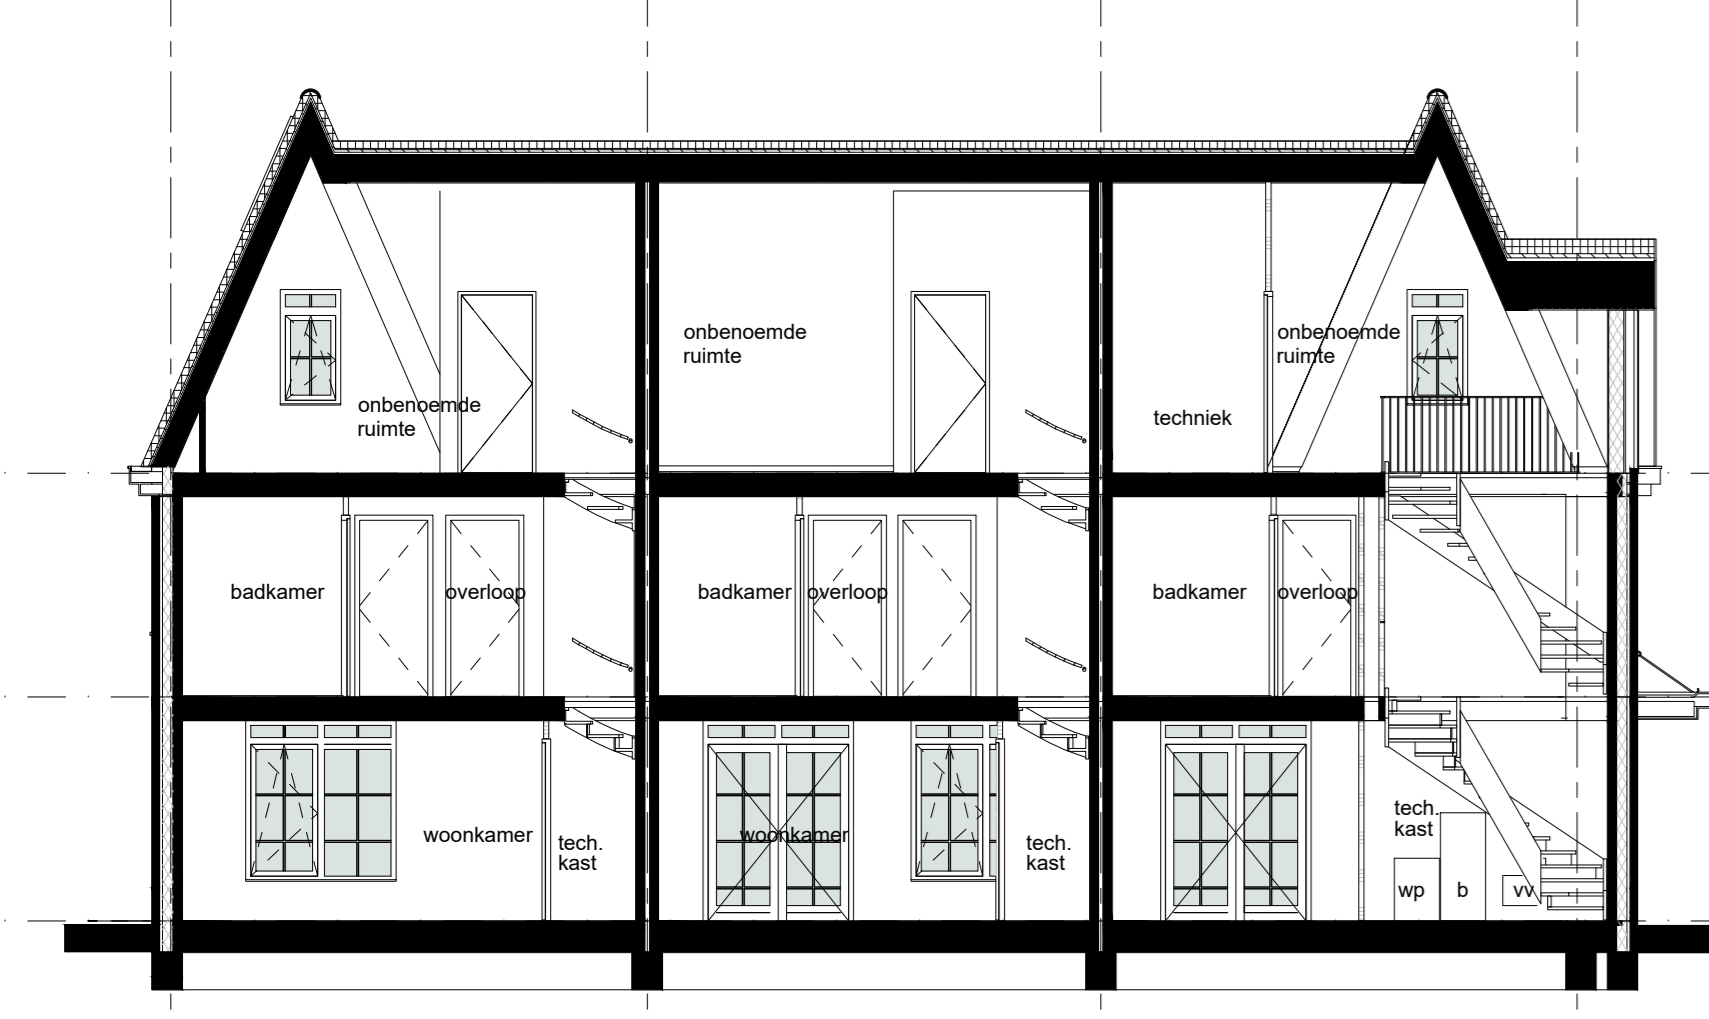 onbenoemde
ruimte
onbenoemde
ruimte
onbenoemde
ruimte
techniek
badkamer
overloop
badkamer
overloop
badkamer
overloop
woonkamer
tech.
kast
woonkamer
tech.
kast
tech.
kast
wp
b
vv